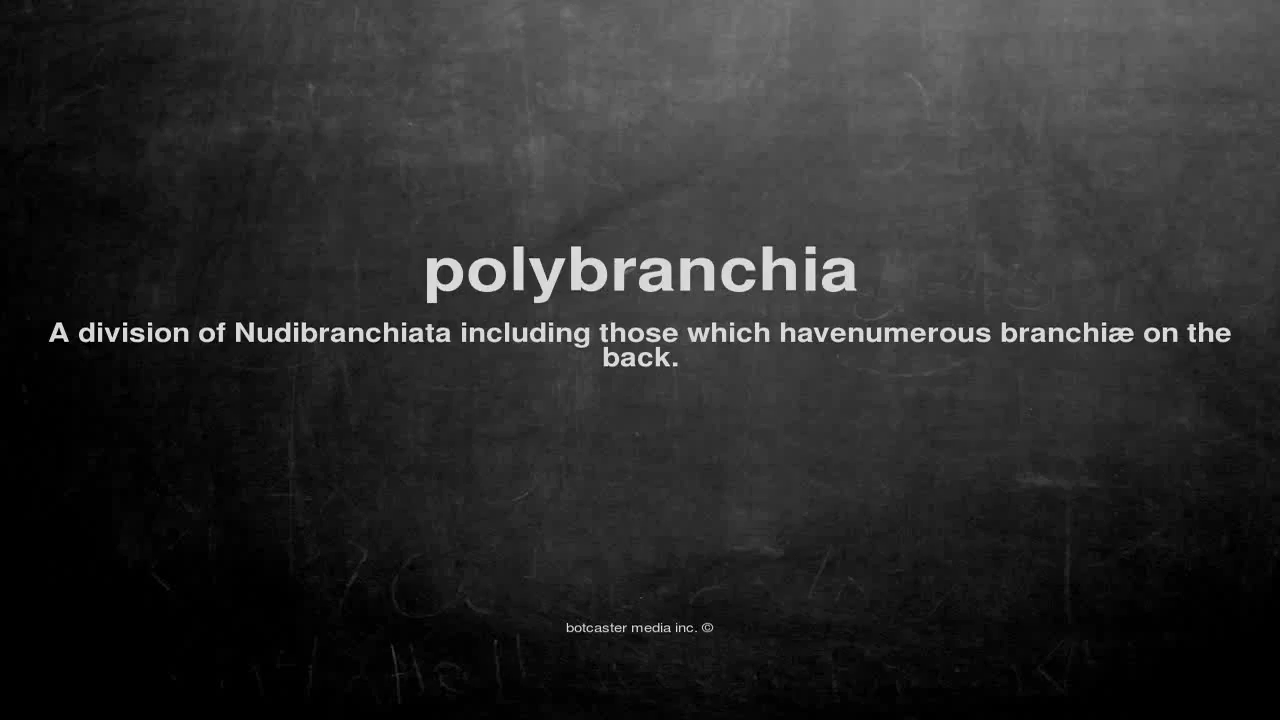 polybranchia
A division of Nudibranchiata including those which havenumerous branchiæ on the
back.
botcaster media inc. ©